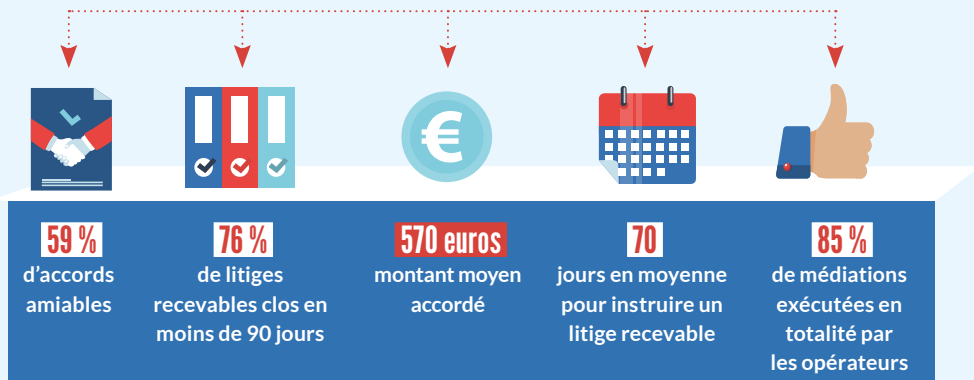 59 %
d'accords
amiables
76 %
de litiges
recevables clos en
moins de 90 jours
570 euros
montant moyen
accordé
70
jours en moyenne
pour instruire un
litige recevable
85 %
de médiations
exécutées en
totalité par
les opérateurs